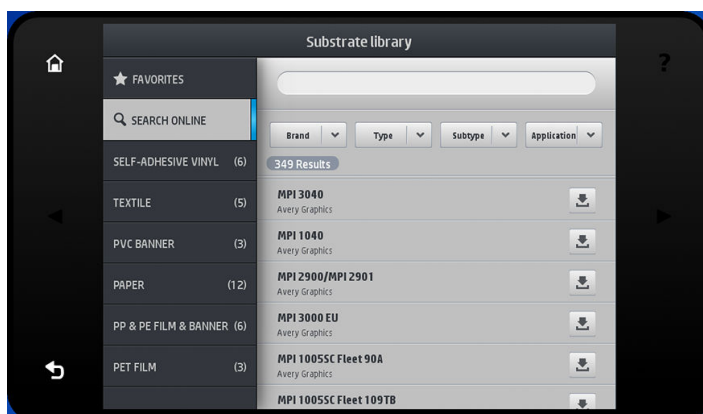 Substrate library
?
FAVORITES
SEARCH ONLINE
SELF-ADHESIVE VINYL (6)
TEXTILE (5)
PVC BANNER (3)
PAPER (12)
PP & PE FILM & BANNER (6)
PET FILM (3)
Brand
Type
Subtype
Application
349 Results
MPI 3040
Avery Graphics
MPI 1040
Avery Graphics
MPI 2900/MPI 2901
Avery Graphics
MPI 3000 EU
Avery Graphics
MPI 1005SC Fleet 90A
Avery Graphics
MPI 1005SC Fleet 109TB